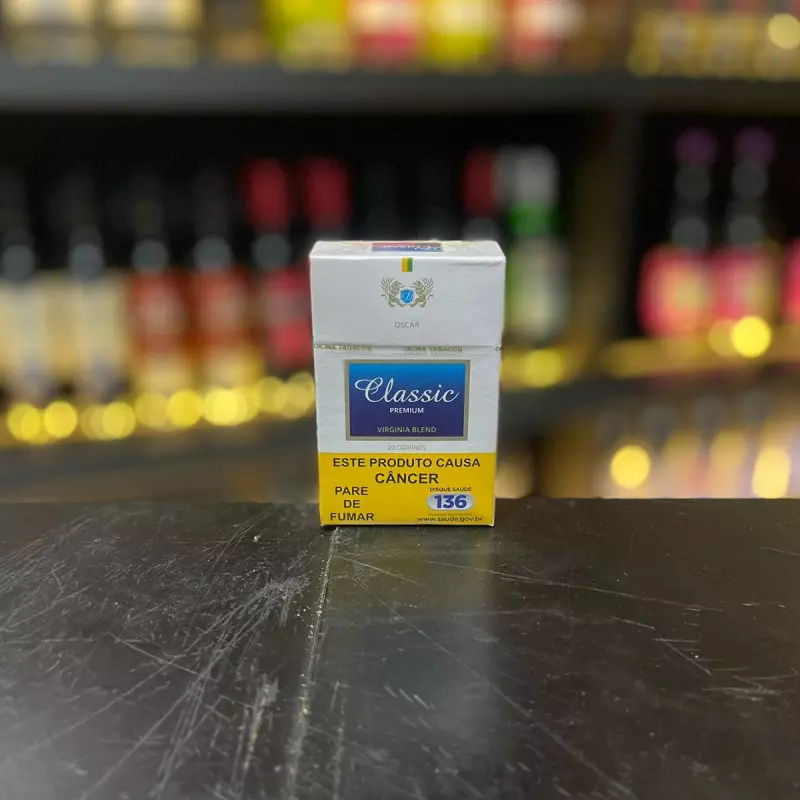 OSCAR
Classic
PREMIUM
VIRGINIA BLEND
20 CIGARROS
ESTE PRODUTO CAUSA
CÂNCER
PARE
DE
FUMAR
DISQUE SAÚDE
136
www.saude.gov.br